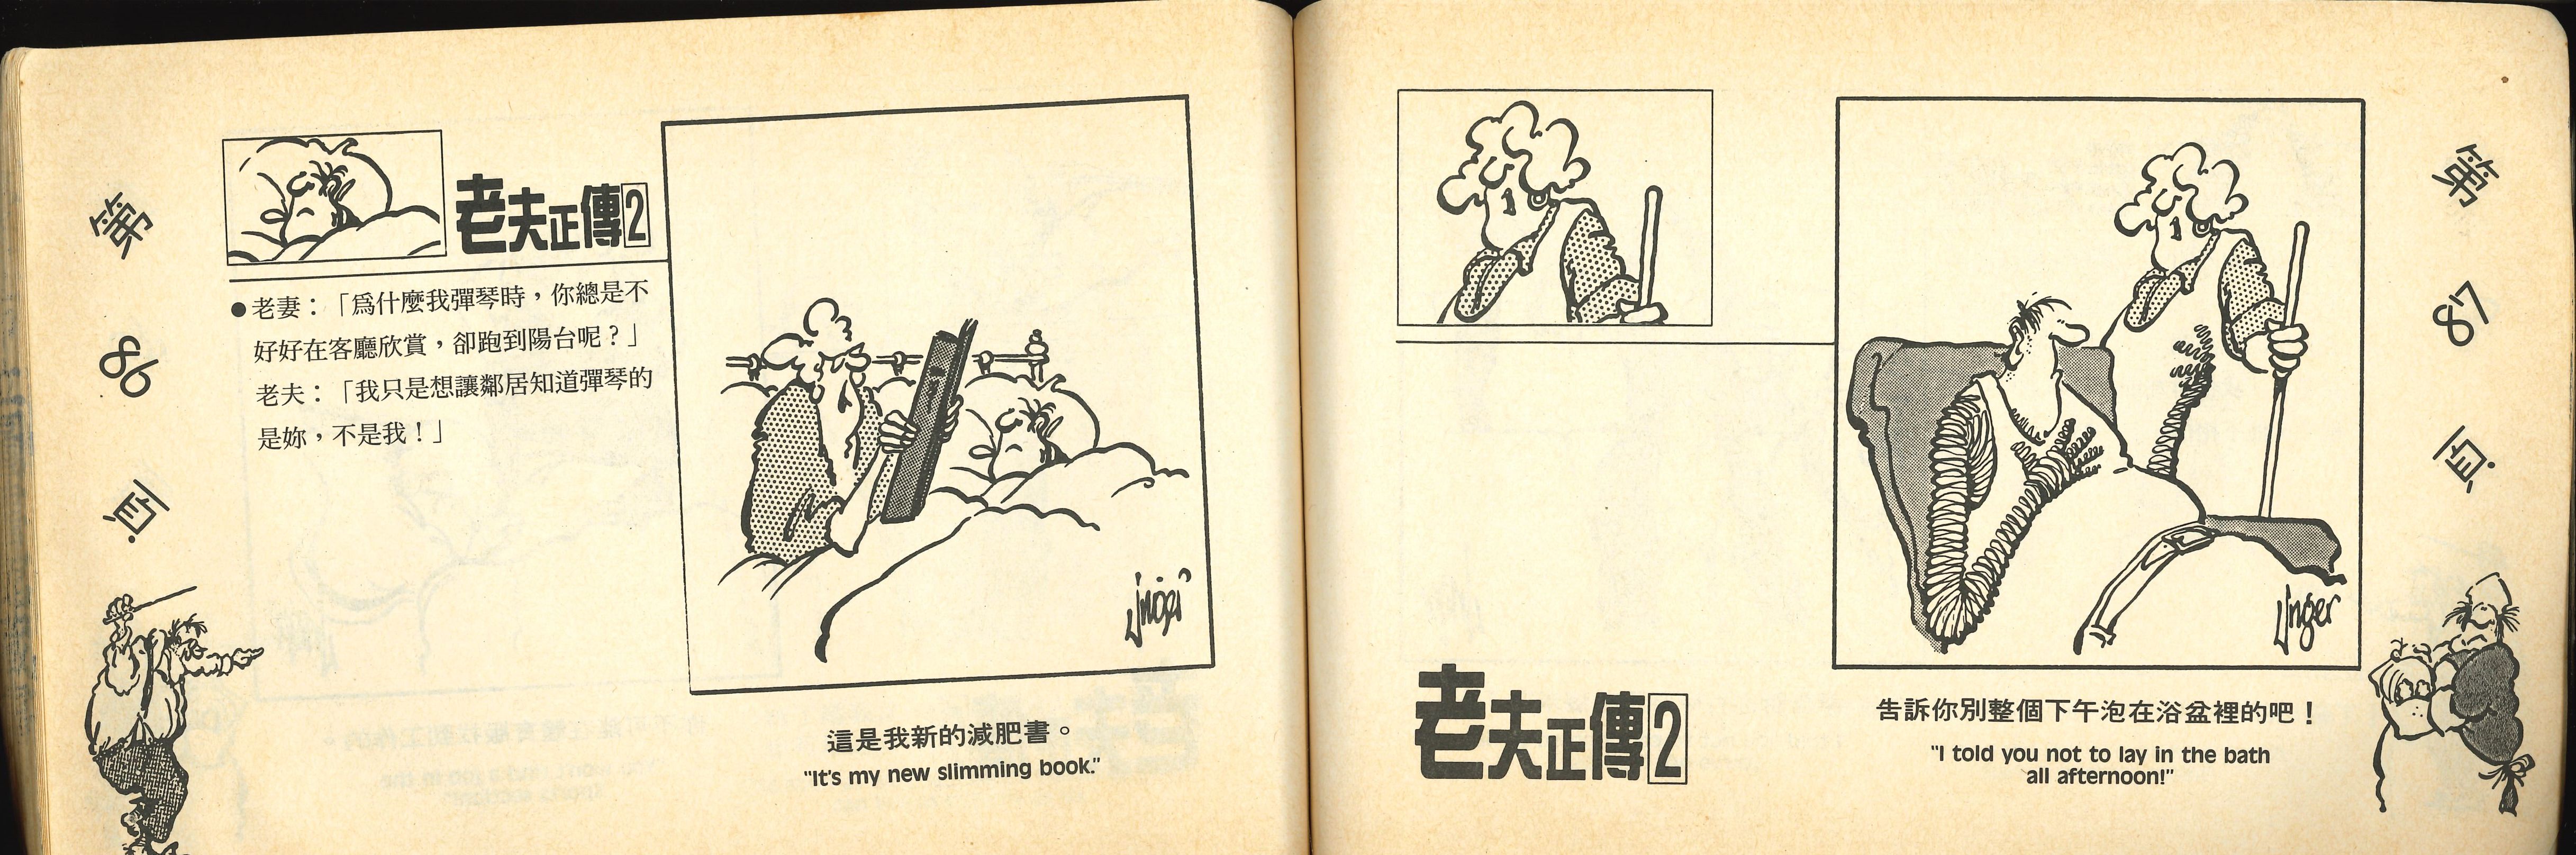 第
86
頁
老夫正傳2
●老妻：「爲什麼我彈琴時，你總是不
好好在客廳欣賞，卻跑到陽台呢？」
老夫：「我只是想讓鄰居知道彈琴的
是妳，不是我！」
這是我新的減肥書。
"It's my new slimming book."
老夫正傳2
Unger
告訴你別整個下午泡在浴盆裡的吧！
"I told you not to lay in the bath
all afternoon!"
第
87
頁